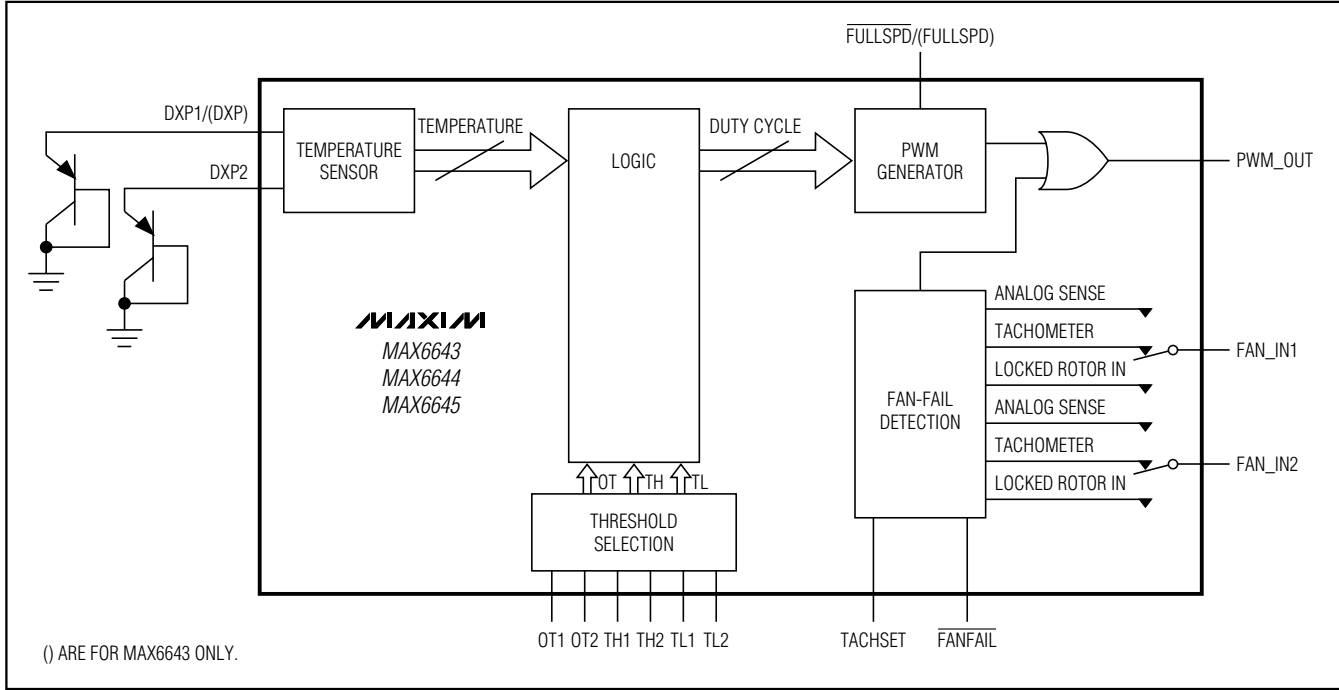 F̅U̅L̅L̅S̅P̅D̅/(FULLSPD)
DXP1/(DXP)
DXP2
TEMPERATURE
SENSOR
TEMPERATURE
LOGIC
DUTY CYCLE
PWM
GENERATOR
PWM_OUT
MAXIM
MAX6643
MAX6644
MAX6645
FAN-FAIL
DETECTION
ANALOG SENSE
TACHOMETER
LOCKED ROTOR IN
FAN_IN1
ANALOG SENSE
TACHOMETER
LOCKED ROTOR IN
FAN_IN2
OT TH TL
THRESHOLD
SELECTION
OT1 OT2 TH1 TH2 TL1 TL2
TACHSET
F̅A̅N̅F̅A̅I̅L̅
() ARE FOR MAX6643 ONLY.